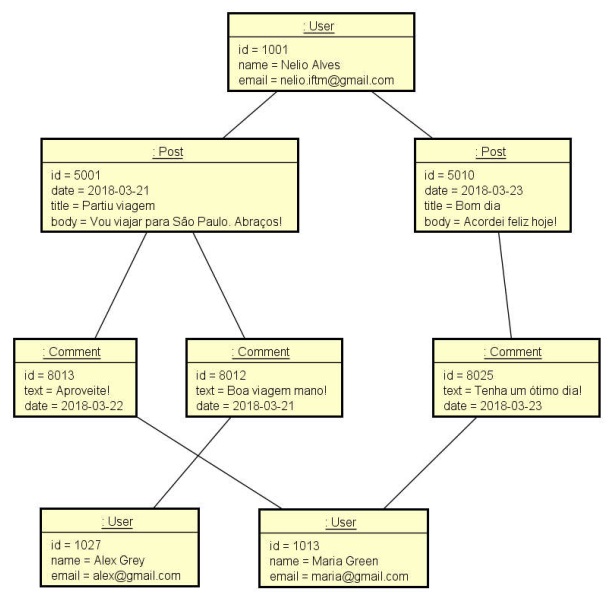 : User
id = 1001
name = Nelio Alves
email = nelio.iftm@gmail.com
: Post
id = 5001
date = 2018-03-21
title = Partiu viagem
body = Vou viajar para São Paulo. Abraços!
: Post
id = 5010
date = 2018-03-23
title = Bom dia
body = Acordei feliz hoje!
: Comment
id = 8013
text = Aproveite!
date = 2018-03-22
: Comment
id = 8012
text = Boa viagem mano!
date = 2018-03-21
: Comment
id = 8025
text = Tenha um ótimo dia!
date = 2018-03-23
: User
id = 1027
name = Alex Grey
email = alex@gmail.com
: User
id = 1013
name = Maria Green
email = maria@gmail.com